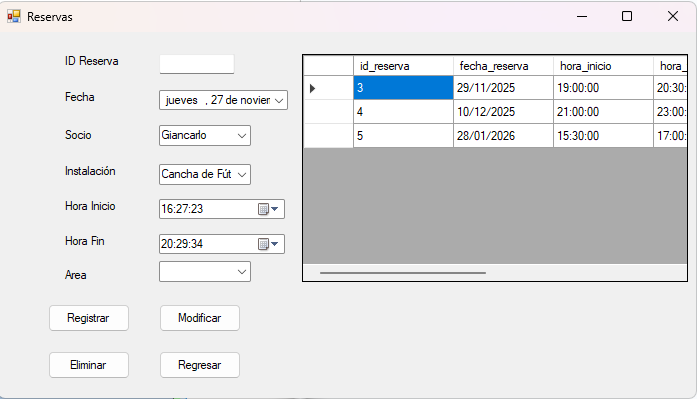 Reservas
ID Reserva
Fecha
jueves , 27 de novier
Socio
Giancarlo
Instalación
Cancha de Fút
Hora Inicio
16:27:23
Hora Fin
20:29:34
Area
Registrar
Modificar
Eliminar
Regresar
id_reserva fecha_reserva hora_inicio hora_
3 29/11/2025 19:00:00 20:30:
4 10/12/2025 21:00:00 23:00:
5 28/01/2026 15:30:00 17:00: